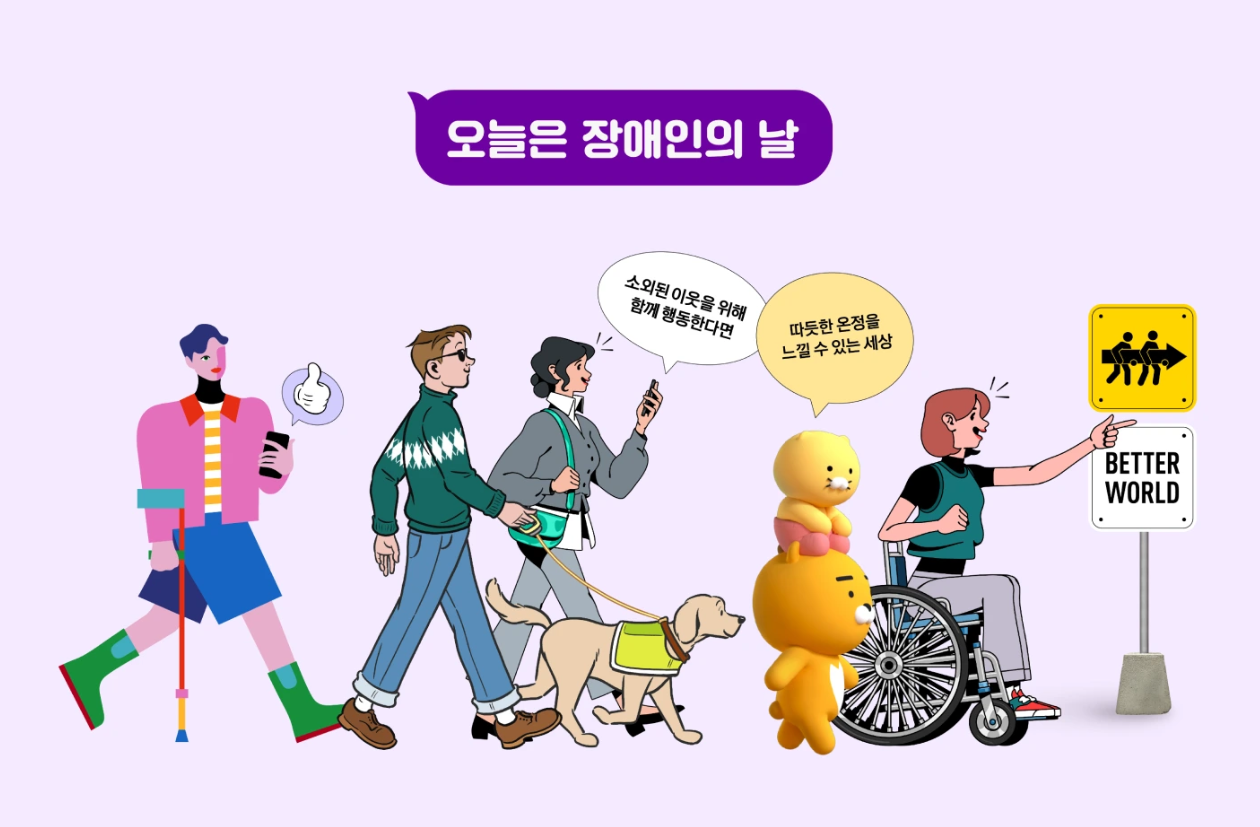 오늘은 장애인의 날
소외된 이웃을 위해
함께 행동한다면
따듯한 온정을
느낄 수 있는 세상
BETTER
WORLD